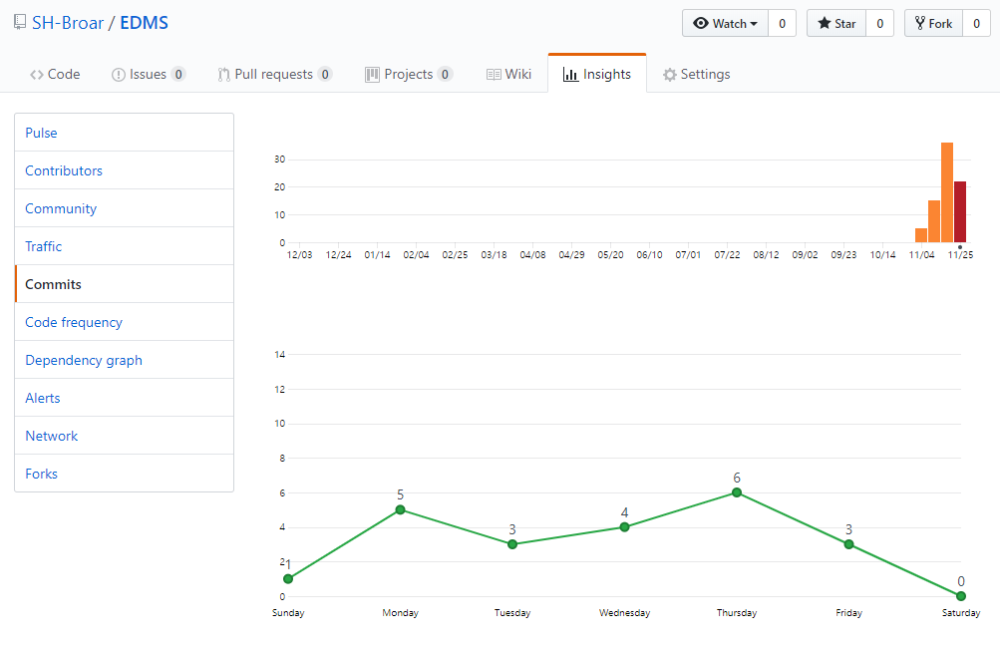 SH-Broar / EDMS
Watch 0 Star 0 Fork 0
Code Issues 0 Pull requests 0 Projects 0 Wiki Insights Settings
Pulse
Contributors
Community
Traffic
Commits
Code frequency
Dependency graph
Alerts
Network
Forks
30
20
10
0
12/03 12/24 01/14 02/04 02/25 03/18 04/08 04/29 05/20 06/10 07/01 07/22 08/12 09/02 09/23 10/14 11/04 11/25
14
12
10
8
6
4
2
0
1 5 3 4 6 3 0
Sunday Monday Tuesday Wednesday Thursday Friday Saturday